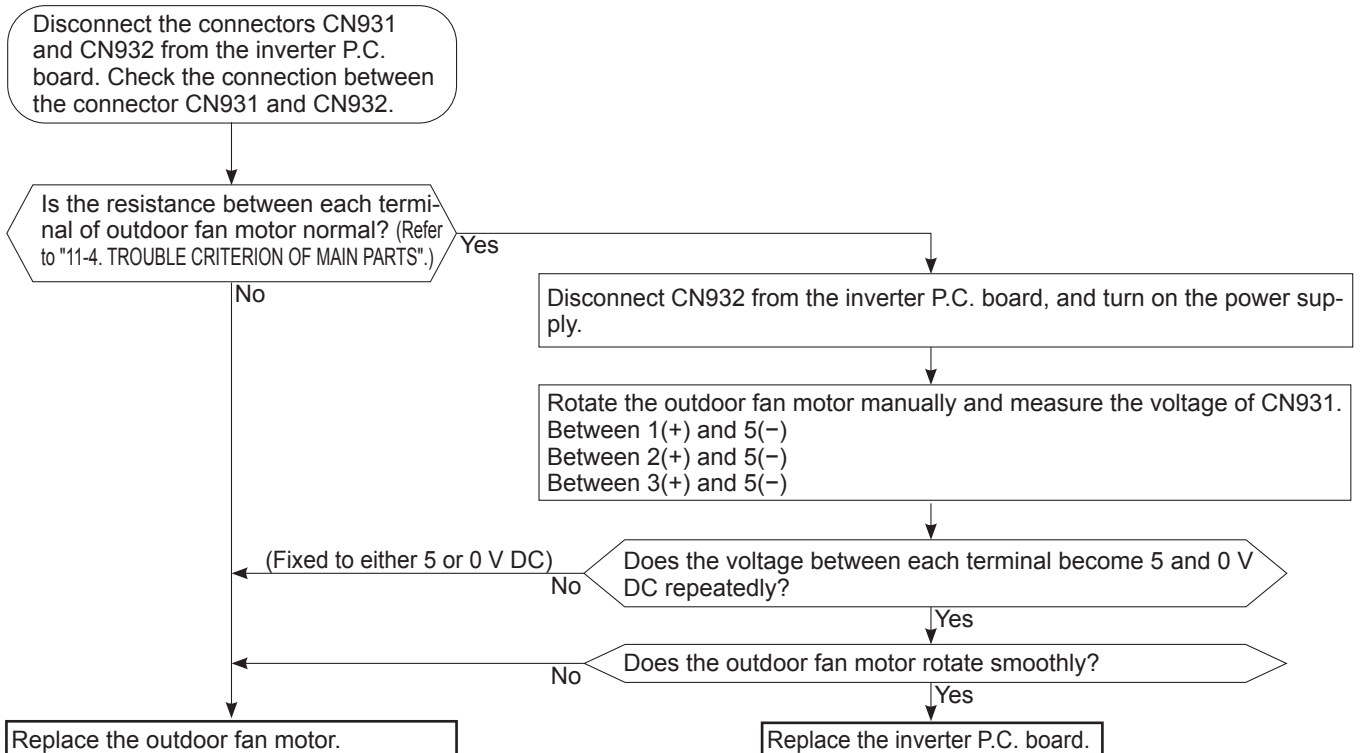 Disconnect the connectors CN931
and CN932 from the inverter P.C.
board. Check the connection between
the connector CN931 and CN932.
Is the resistance between each termi-
nal of outdoor fan motor normal? (Refer
to "11-4. TROUBLE CRITERION OF MAIN PARTS".)
Yes
No
Disconnect CN932 from the inverter P.C. board, and turn on the power sup-
ply.
Rotate the outdoor fan motor manually and measure the voltage of CN931.
Between 1(+) and 5(−)
Between 2(+) and 5(−)
Between 3(+) and 5(−)
(Fixed to either 5 or 0 V DC)
No
Does the voltage between each terminal become 5 and 0 V
DC repeatedly?
Yes
No
Does the outdoor fan motor rotate smoothly?
Yes
Replace the outdoor fan motor.
Replace the inverter P.C. board.